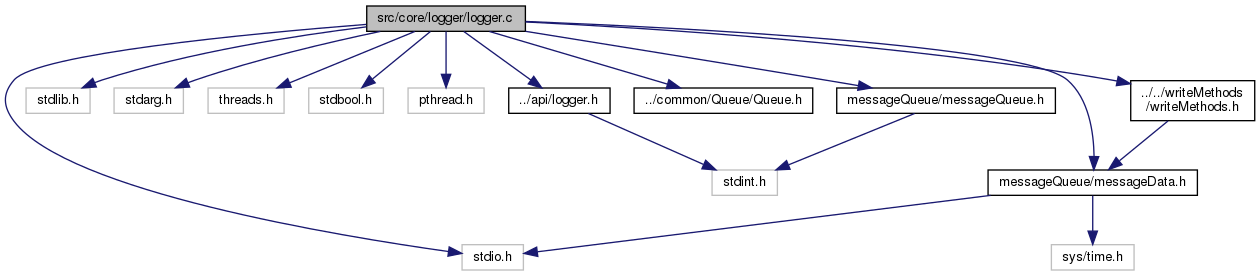 src/core/logger/logger.c
stdlib.h
stdarg.h
threads.h
stdbool.h
pthread.h
../api/logger.h
../common/Queue/Queue.h
messageQueue/messageQueue.h
../../writeMethods
/writeMethods.h
stdint.h
messageQueue/messageData.h
stdio.h
sys/time.h